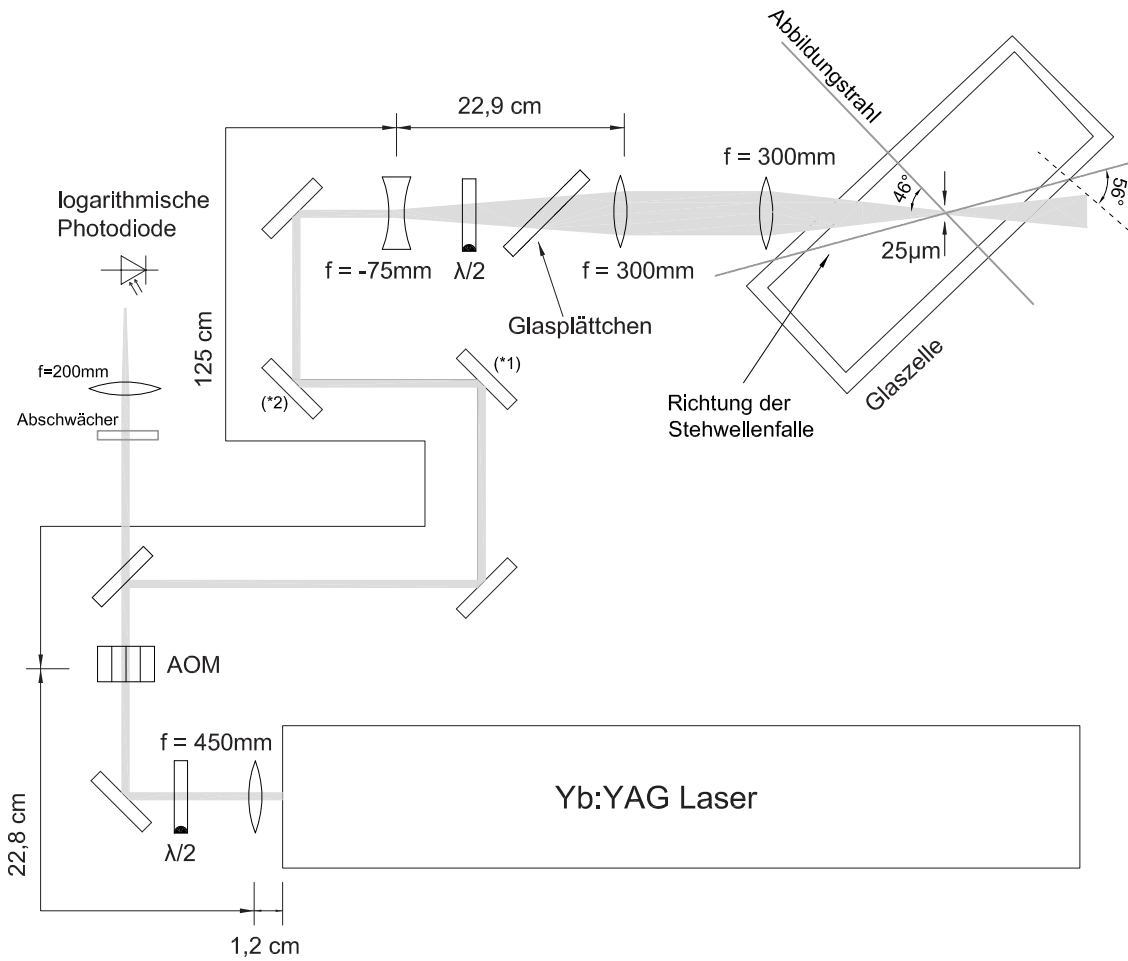 Abbildungstrahl
22,9 cm
f = 300mm
logarithmische
Photodiode
46°
56°
25µm
f = -75mm
λ/2
f = 300mm
Glasplättchen
125 cm
(*1)
f=200mm
(*2)
Glaszelle
Richtung der
Stehwellenfalle
Abschwächer
AOM
f = 450mm
Yb:YAG Laser
22,8 cm
λ/2
1,2 cm